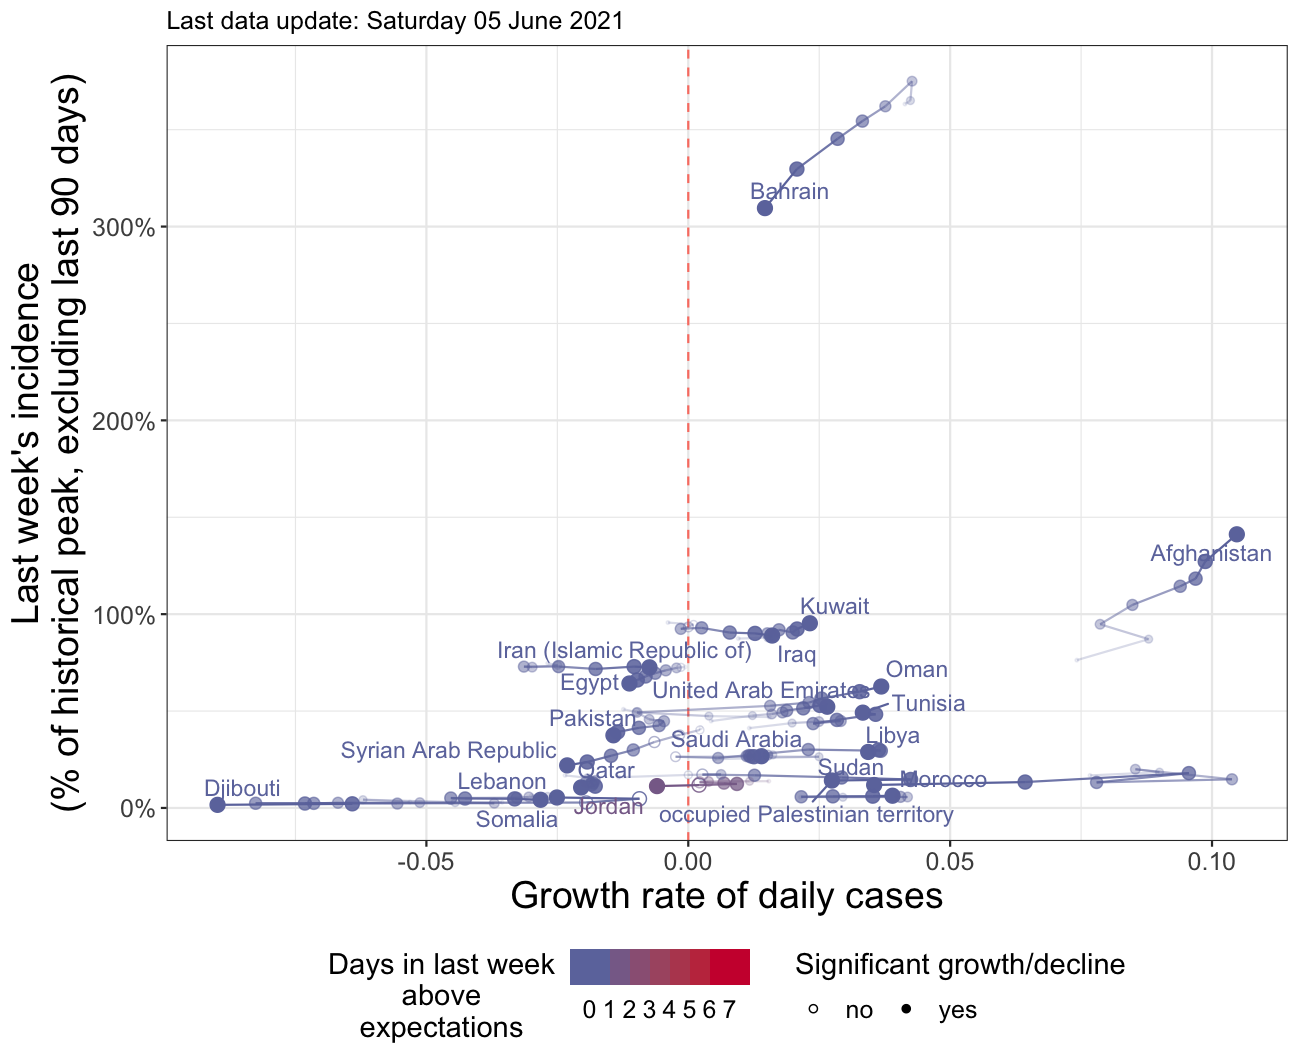 Last data update: Saturday 05 June 2021
Last week's incidence
(% of historical peak, excluding last 90 days)
300%
200%
100%
0%
Bahrain
Afghanistan
Kuwait
Iraq
Iran (Islamic Republic of)
Egypt
Oman
United Arab Emirates
Tunisia
Pakistan
Libya
Saudi Arabia
Syrian Arab Republic
Qatar
Sudan
Morocco
Lebanon
Djibouti
Jordan
Somalia
occupied Palestinian territory
-0.05
0.00
0.05
0.10
Growth rate of daily cases
Days in last week
above
expectations
0 1 2 3 4 5 6 7
Significant growth/decline
no
yes